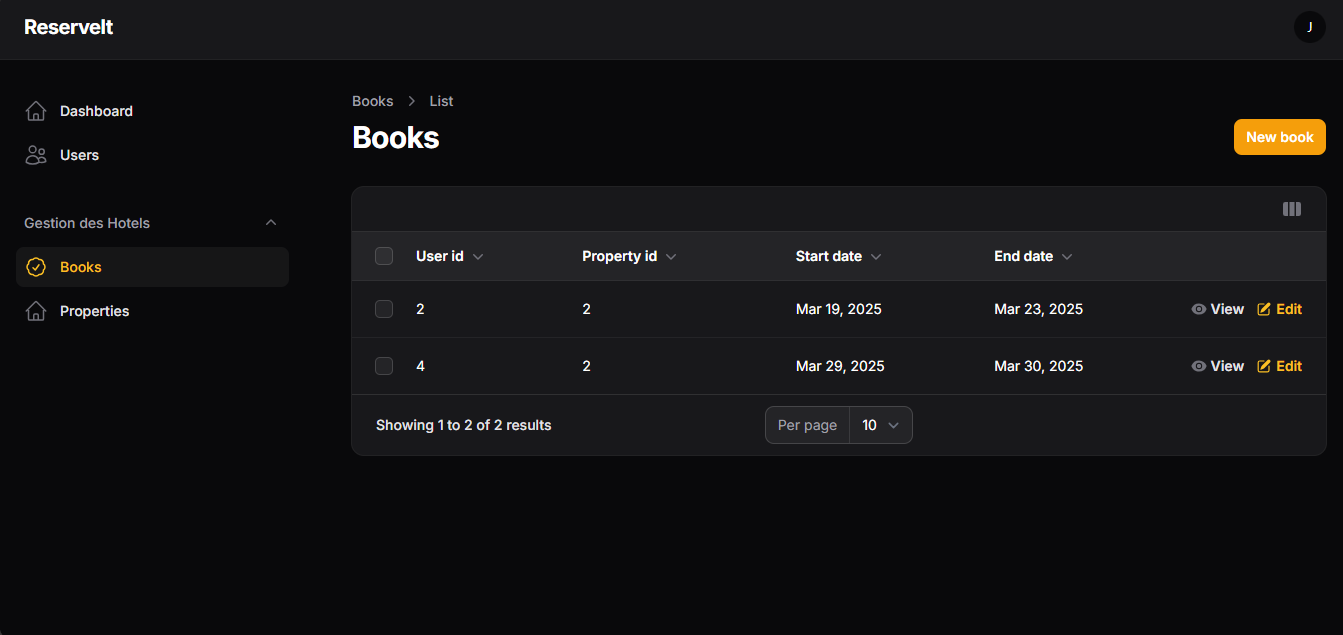 ReserveIt
J
Dashboard
Users
Gestion des Hotels
Books
Properties
Books > List
Books
New book
User id Property id Start date End date
2 2 Mar 19, 2025 Mar 23, 2025 View Edit
4 2 Mar 29, 2025 Mar 30, 2025 View Edit
Showing 1 to 2 of 2 results Per page 10